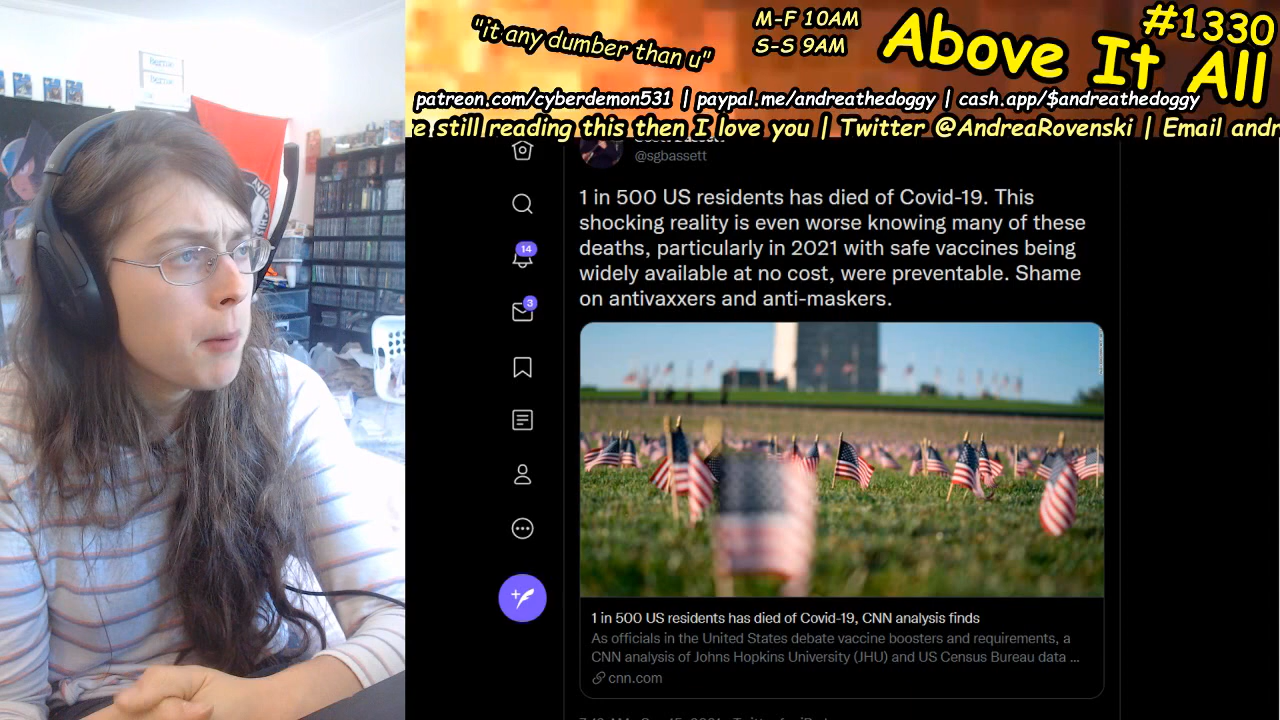 "it any dumber than u"
M-F 10AM
S-S 9AM
Above It All
#1330
patreon.com/cyberdemon531 | paypal.me/andreathedoggy | cash.app/$andreathedoggy
e still reading this then I love you | Twitter @AndreaRovenski | Email andr
@sgbassett
14
3
1 in 500 US residents has died of Covid-19. This
shocking reality is even worse knowing many of these
deaths, particularly in 2021 with safe vaccines being
widely available at no cost, were preventable. Shame
on antivaxxers and anti-maskers.
1 in 500 US residents has died of Covid-19, CNN analysis finds
As officials in the United States debate vaccine boosters and requirements, a
CNN analysis of Johns Hopkins University (JHU) and US Census Bureau data ...
cnn.com